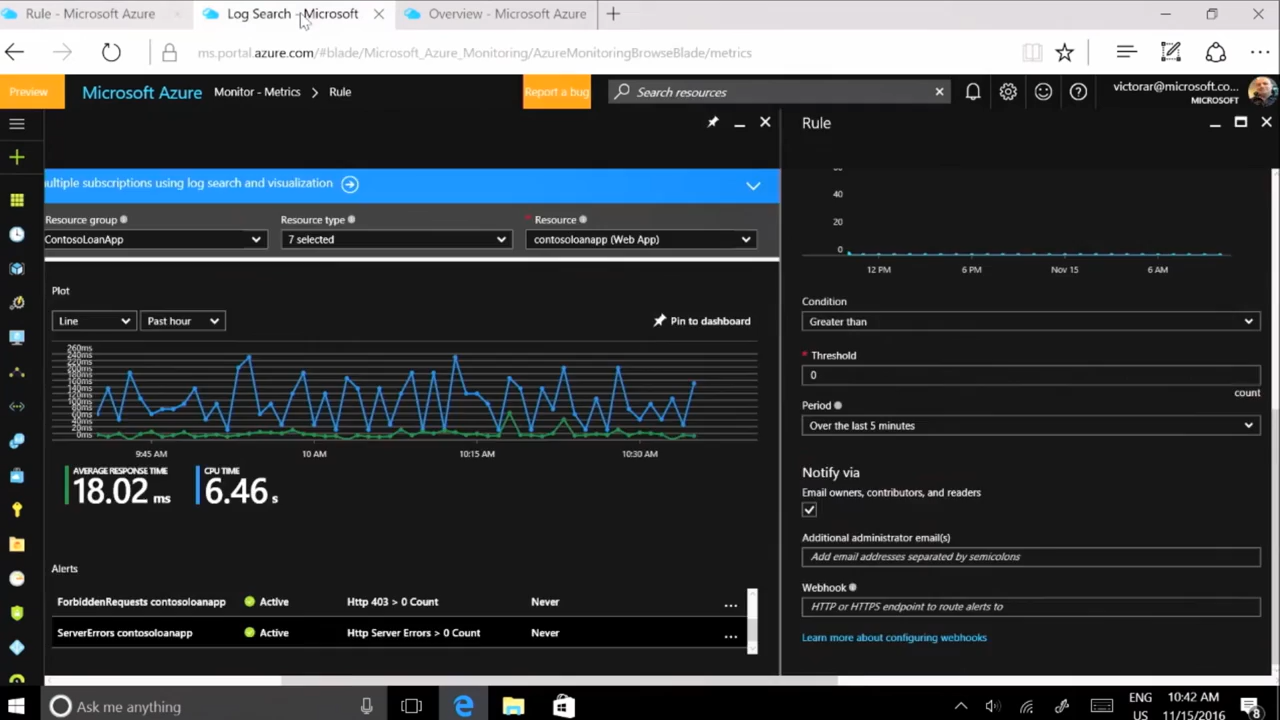 Rule - Microsoft Azure
Log Search - Microsoft
Overview - Microsoft Azure
ms.portal.azure.com/#blade/Microsoft_Azure_Monitoring/AzureMonitoringBrowseBlade/metrics
Preview
Microsoft Azure
Monitor - Metrics > Rule
Report a bug
Search resources
victorar@microsoft.co...
MICROSOFT
Rule
ultiple subscriptions using log search and visualization
Resource group
Resource type
* Resource
ContosoLoanApp
7 selected
contosoloanapp (Web App)
Plot
Line
Past hour
Pin to dashboard
260ms
240ms
220ms
200ms
180ms
160ms
140ms
120ms
100ms
80ms
60ms
40ms
20ms
0ms
9:45 AM
10 AM
10:15 AM
10:30 AM
AVERAGE RESPONSE TIME
18.02 ms
CPU TIME
6.46 s
Alerts
ForbiddenRequests contosoloanapp Active Http 403 > 0 Count Never ...
ServerErrors contosoloanapp Active Http Server Errors > 0 Count Never ...
40
20
0
12 PM
6 PM
Nov 15
6 AM
Condition
Greater than
* Threshold
0
count
Period
Over the last 5 minutes
Notify via
Email owners, contributors, and readers
Additional administrator email(s)
Add email addresses separated by semicolons
Webhook
HTTP or HTTPS endpoint to route alerts to
Learn more about configuring webhooks
Ask me anything
ENG
US
10:42 AM
11/15/2016
8